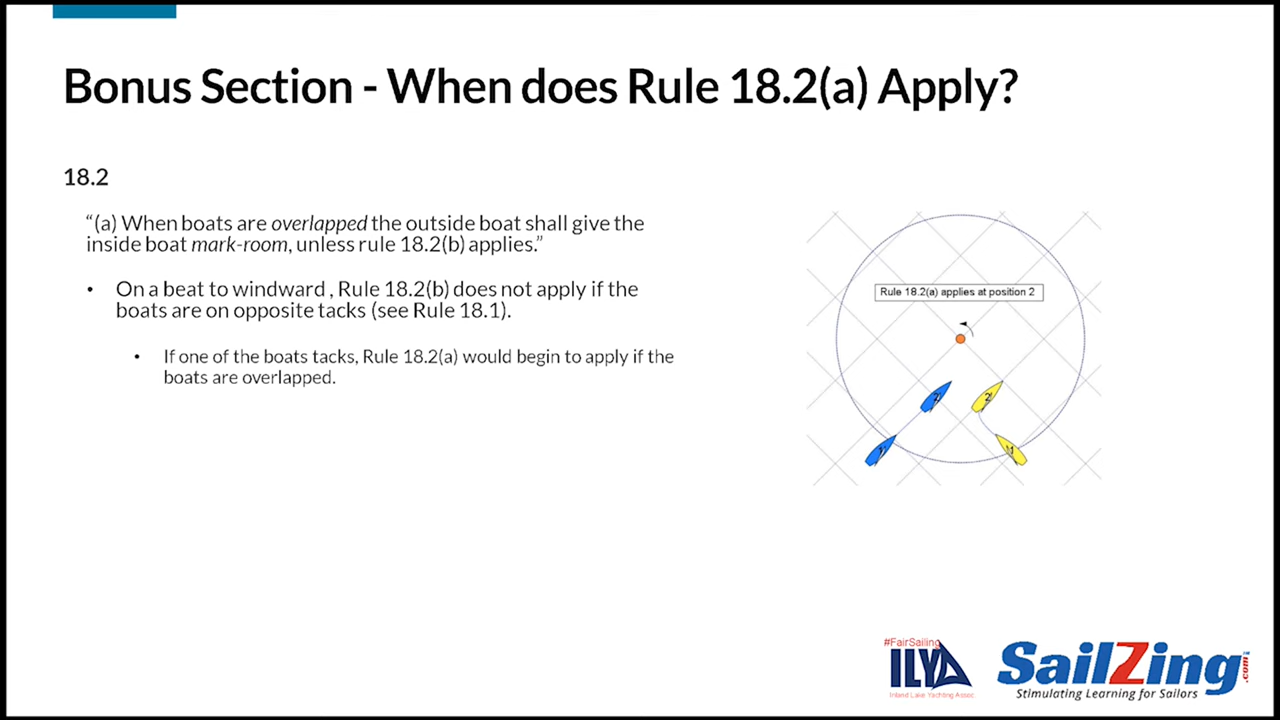 Bonus Section - When does Rule 18.2(a) Apply?
18.2
“(a) When boats are overlapped the outside boat shall give the
inside boat mark-room, unless rule 18.2(b) applies.”
• On a beat to windward , Rule 18.2(b) does not apply if the
boats are on opposite tacks (see Rule 18.1).
• If one of the boats tacks, Rule 18.2(a) would begin to apply if the
boats are overlapped.
Rule 18.2(a) applies at position 2
2
2
1
1
#FairSailing
ILYA
Inland Lake Yachting Assoc.
SailZing.com
Stimulating Learning for Sailors